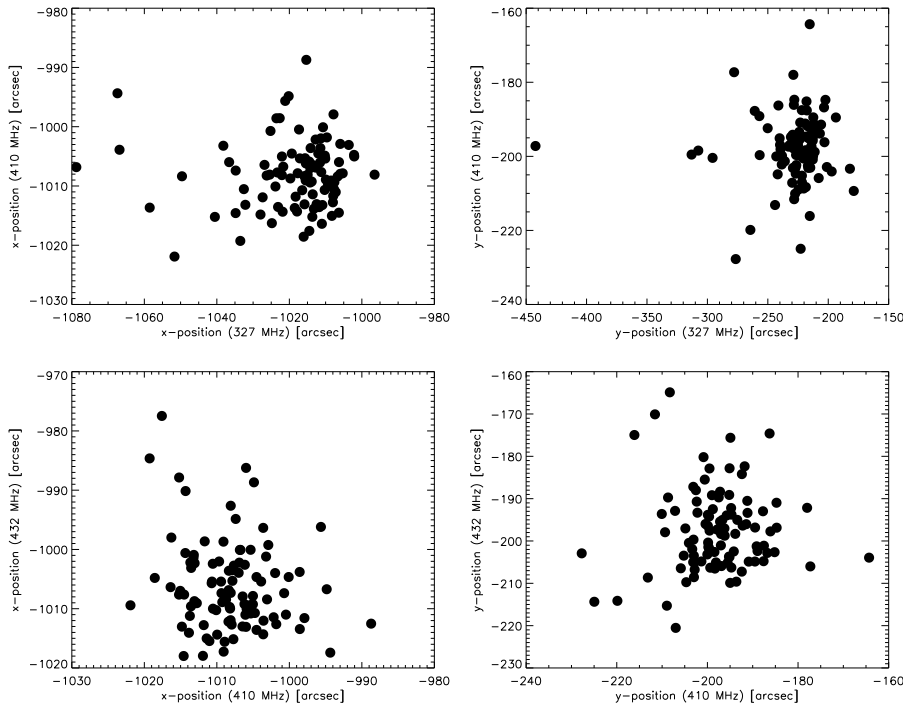 −980
−990
x−position (410 MHz) [arcsec]
−1000
−1010
−1020
−1030
−1080 −1060 −1040 −1020 −1000 −980
x−position (327 MHz) [arcsec]
−160
−180
y−position (410 MHz) [arcsec]
−200
−220
−240
−450 −400 −350 −300 −250 −200 −150
y−position (327 MHz) [arcsec]
−970
−980
x−position (432 MHz) [arcsec]
−990
−1000
−1010
−1020
−1030 −1020 −1010 −1000 −990 −980
x−position (410 MHz) [arcsec]
−160
−170
−180
y−position (432 MHz) [arcsec]
−190
−200
−210
−220
−230
−240 −220 −200 −180 −160
y−position (410 MHz) [arcsec]